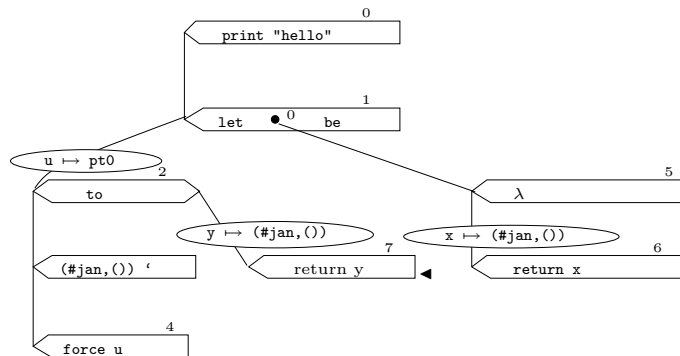 0
print "hello"
1
let 0 be
u ↦ pt0
2
to
5
λ
y ↦ (#jan,())
x ↦ (#jan,())
(#jan,()) ‘
7
return y
6
return x
4
force u